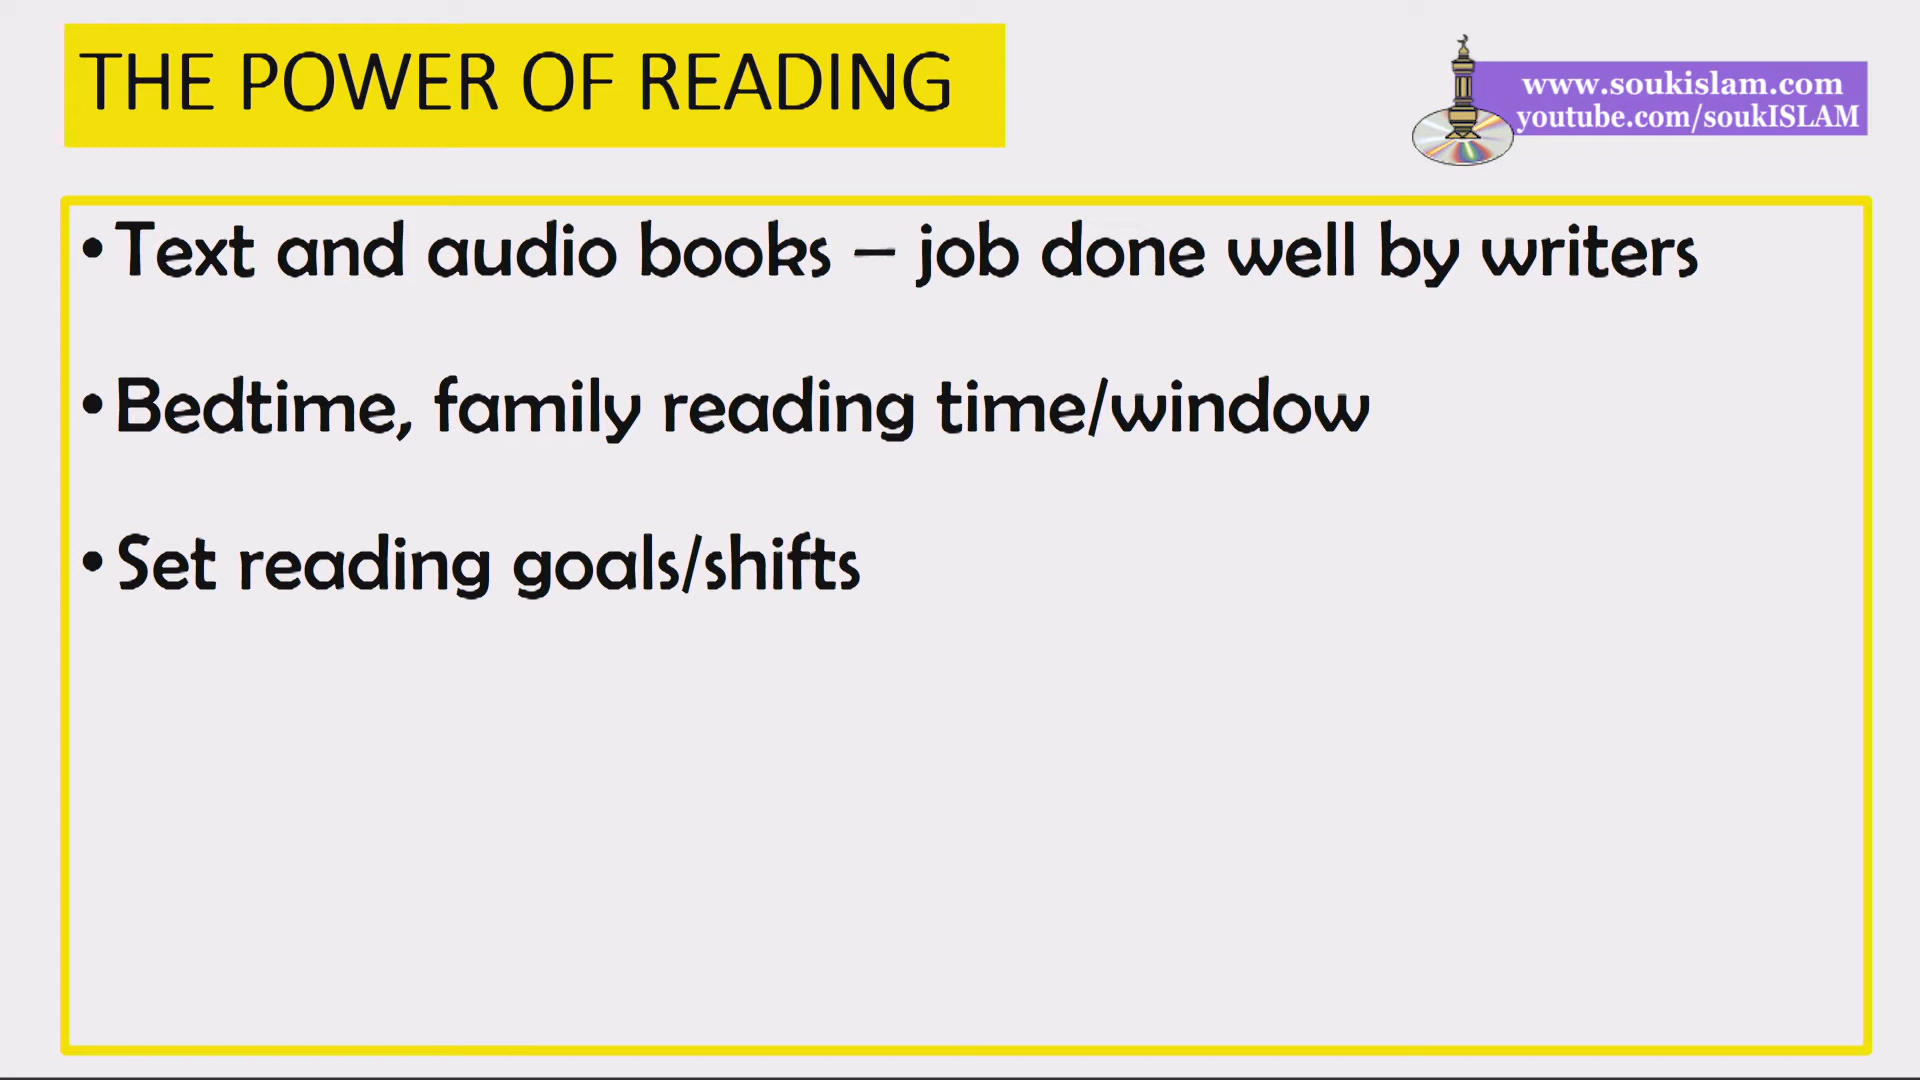 THE POWER OF READING
www.soukislam.com
youtube.com/soukISLAM
•Text and audio books – job done well by writers
•Bedtime, family reading time/window
•Set reading goals/shifts